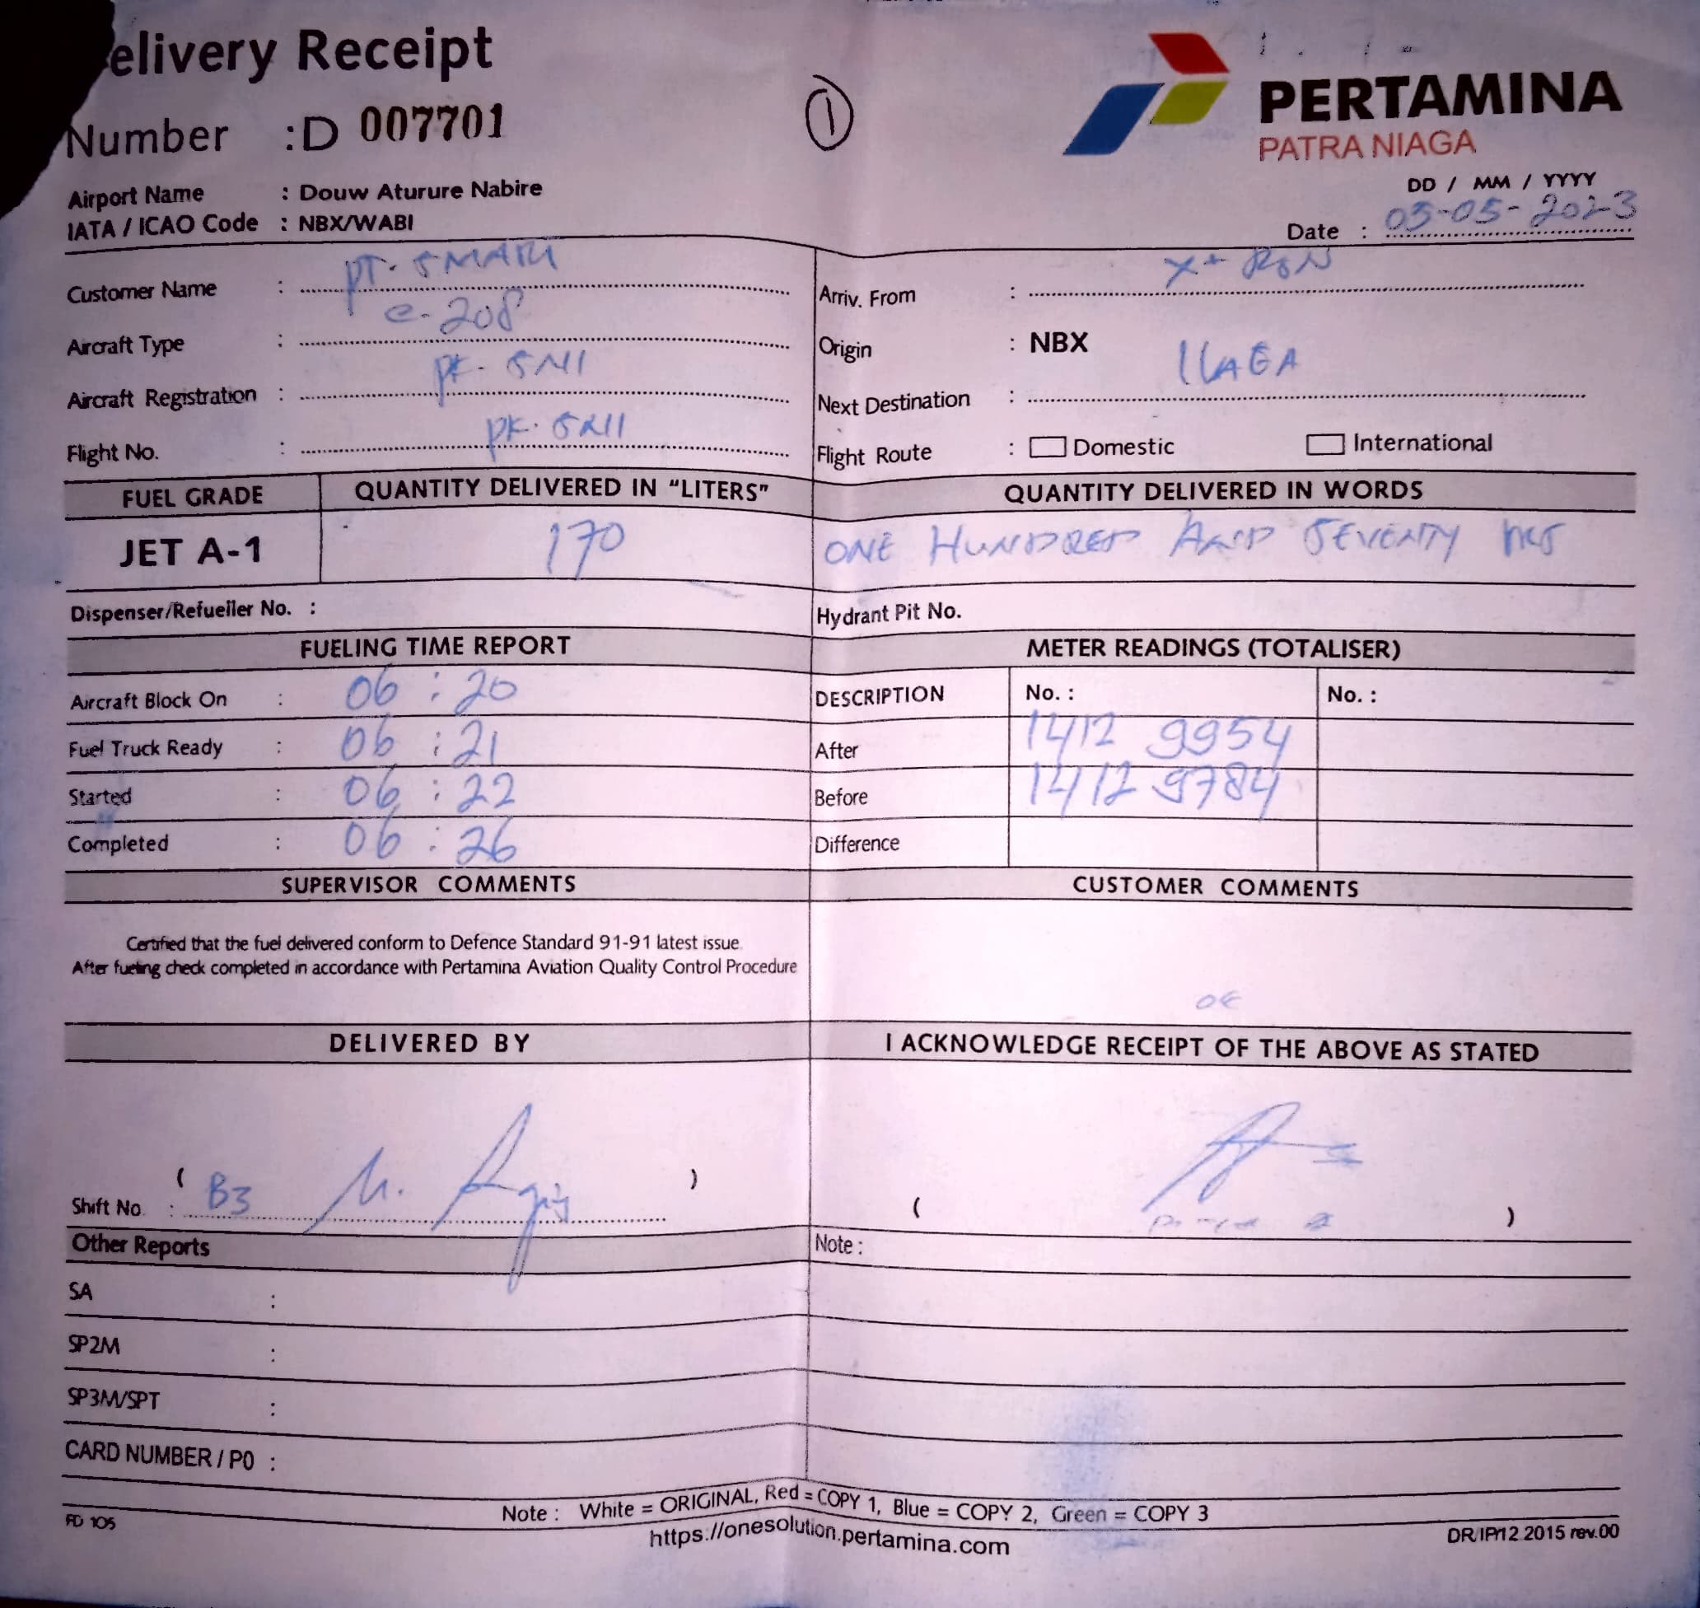 elivery Receipt
①
PERTAMINA
PATRA NIAGA
Number : D 007701
Airport Name : Douw Aturure Nabire
IATA / ICAO Code : NBX/WABI
DD / MM / YYYY
Date : 05-05-2023
Customer Name : PT. SMART
Arriv. From : X+ RON
Aircraft Type : C-208
Origin : NBX
Aircraft Registration : PK-SNI
Next Destination : ILAGA
Flight No. : PK-SNI
Flight Route : Domestic International
FUEL GRADE QUANTITY DELIVERED IN "LITERS" QUANTITY DELIVERED IN WORDS
JET A-1 170 ONE HUNDRED AND SEVENTY
Dispenser/Refueller No. :
Hydrant Pit No.
FUELING TIME REPORT
METER READINGS (TOTALISER)
Aircraft Block On : 06 : 20
DESCRIPTION No. : No. :
Fuel Truck Ready : 06 : 21
After 1412 9954
Started : 06 : 22
Before 1412 9784
Completed : 06 : 26
Difference
SUPERVISOR COMMENTS
CUSTOMER COMMENTS
Certified that the fuel delivered conform to Defence Standard 91-91 latest issue
After fueling check completed in accordance with Pertamina Aviation Quality Control Procedure
OK
DELIVERED BY
I ACKNOWLEDGE RECEIPT OF THE ABOVE AS STATED
( )
Shift No. : B3
( )
Other Reports
Note :
SA :
SP2M :
SP3M/SPT :
CARD NUMBER / PO :
Note : White = ORIGINAL, Red = COPY 1, Blue = COPY 2, Green = COPY 3
FD 105
https://onesolution.pertamina.com
DR/IP/12 2015 rev.00